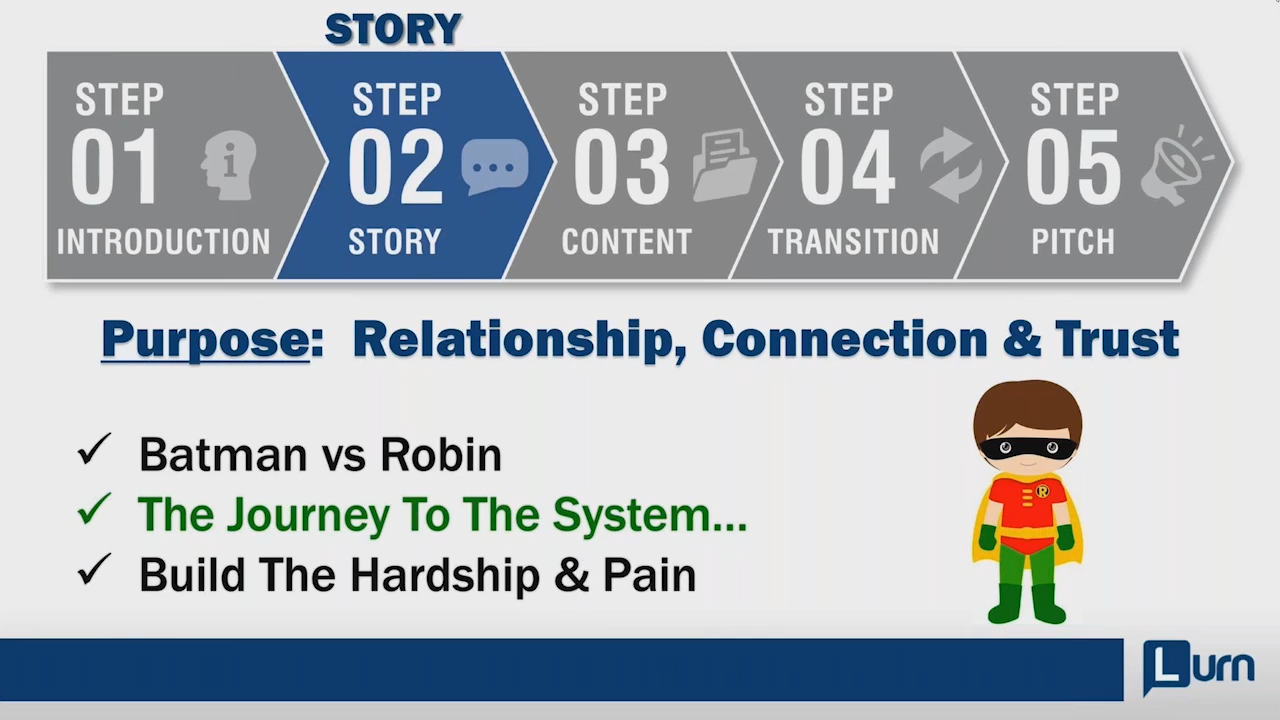 STORY
STEP
01
INTRODUCTION
STEP
02
STORY
STEP
03
CONTENT
STEP
04
TRANSITION
STEP
05
PITCH
Purpose: Relationship, Connection & Trust
✓ Batman vs Robin
✓ The Journey To The System...
✓ Build The Hardship & Pain
R
Lurn